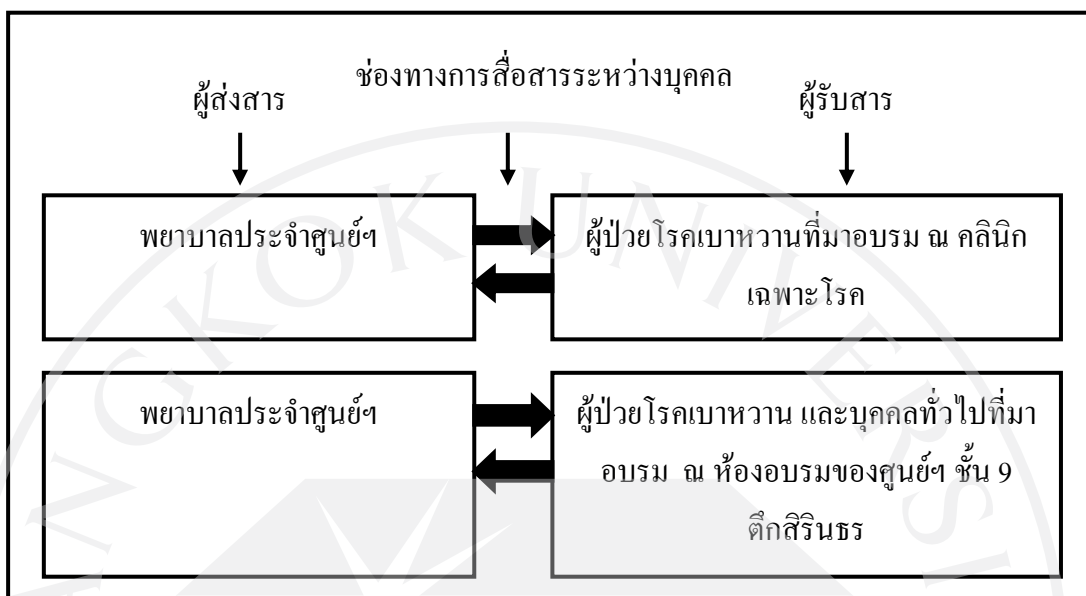 ช่องทางการสื่อสารระหว่างบุคคล
ผู้ส่งสาร
ผู้รับสาร
พยาบาลประจำศูนย์ฯ
ผู้ป่วยโรคเบาหวานที่มาอบรม ณ คลินิก
เฉพาะโรค
พยาบาลประจำศูนย์ฯ
ผู้ป่วยโรคเบาหวาน และบุคคลทั่วไปที่มา
อบรม ณ ห้องอบรมของศูนย์ฯ ชั้น 9
ตึกสิรินธร
ANGKOK UNIVERSI